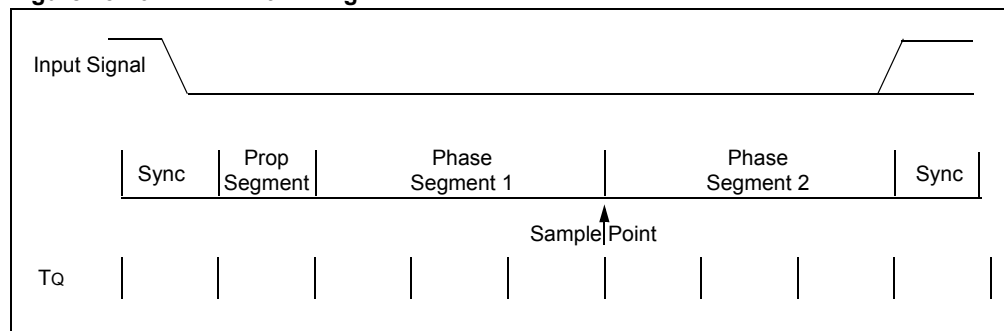 Input Signal
Sync
Prop
Segment
Phase
Segment 1
Phase
Segment 2
Sync
Sample Point
TQ